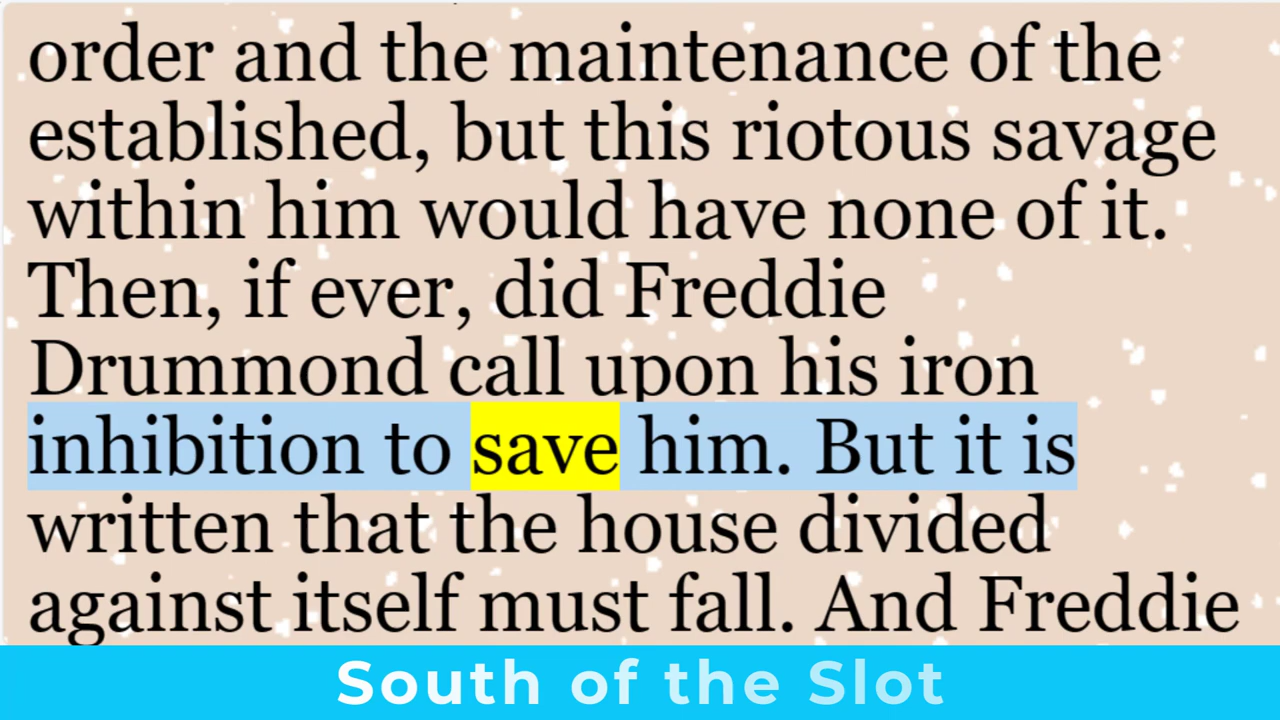 order and the maintenance of the
established, but this riotous savage
within him would have none of it.
Then, if ever, did Freddie
Drummond call upon his iron
inhibition to save him. But it is
written that the house divided
against itself must fall. And Freddie
South of the Slot